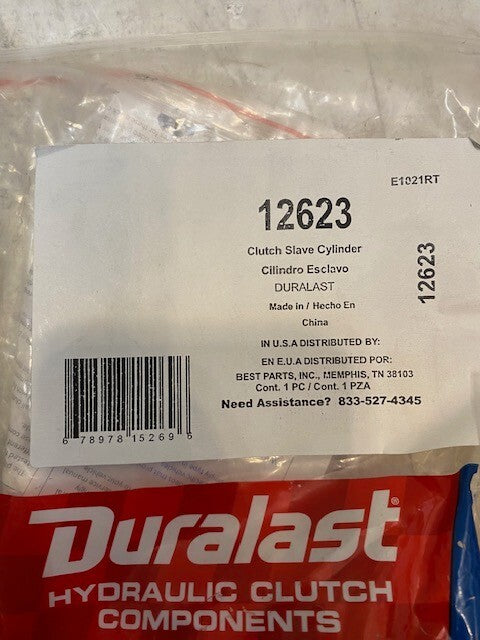 E1021RT
12623
Clutch Slave Cylinder
Cilindro Esclavo
DURALAST
Made in / Hecho En
China
12623
IN U.S.A DISTRIBUTED BY:
EN E.U.A DISTRIBUTED POR:
BEST PARTS, INC., MEMPHIS, TN 38103
Cont. 1 PC / Cont. 1 PZA
Need Assistance? 833-527-4345
6 78978 15269 6
Duralast®
HYDRAULIC CLUTCH
COMPONENTS